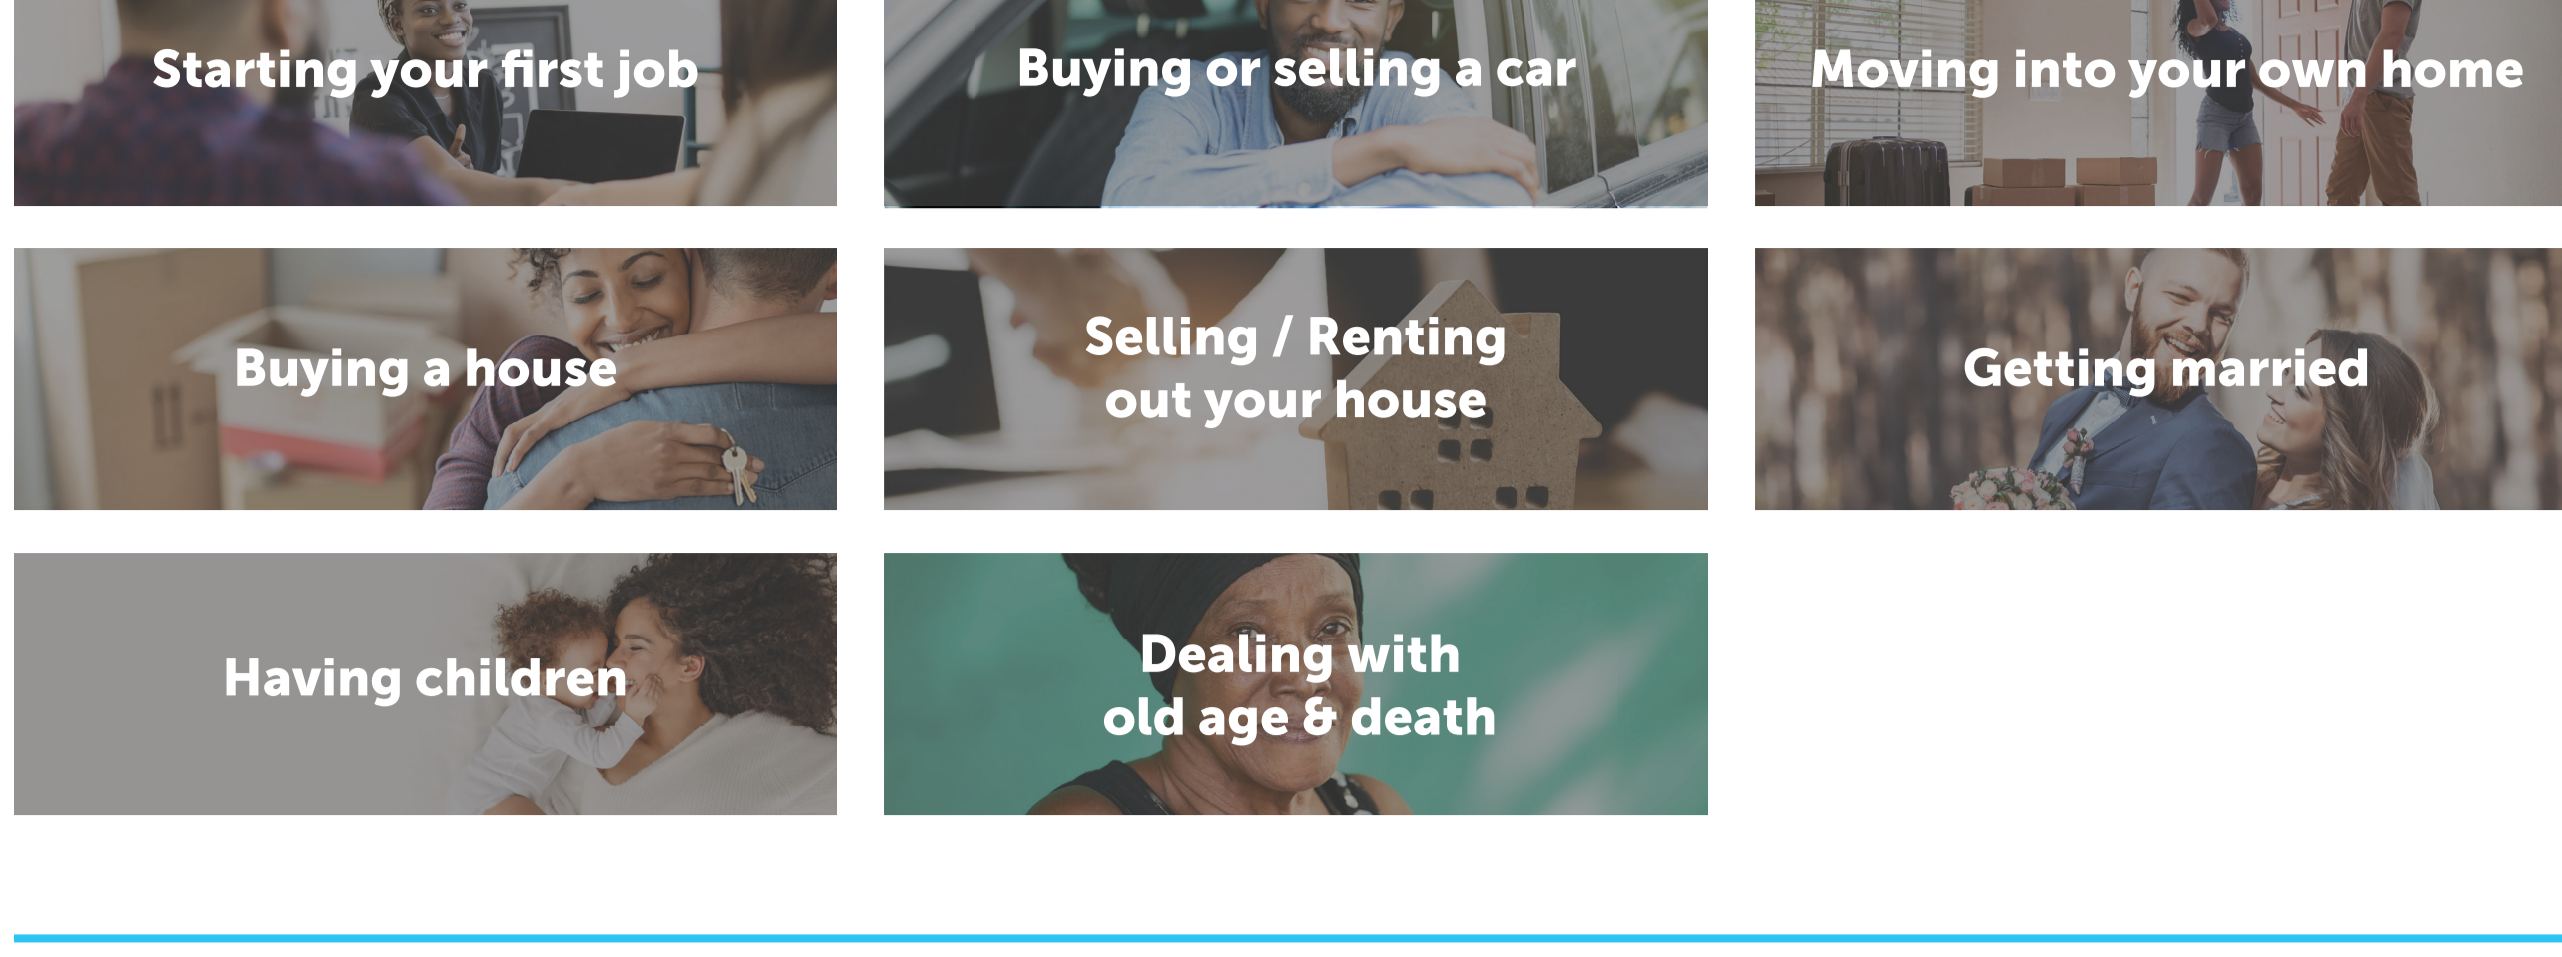 Starting your first job
Buying or selling a car
Moving into your own home
Buying a house
Selling / Renting
out your house
Getting married
Having children
Dealing with
old age & death